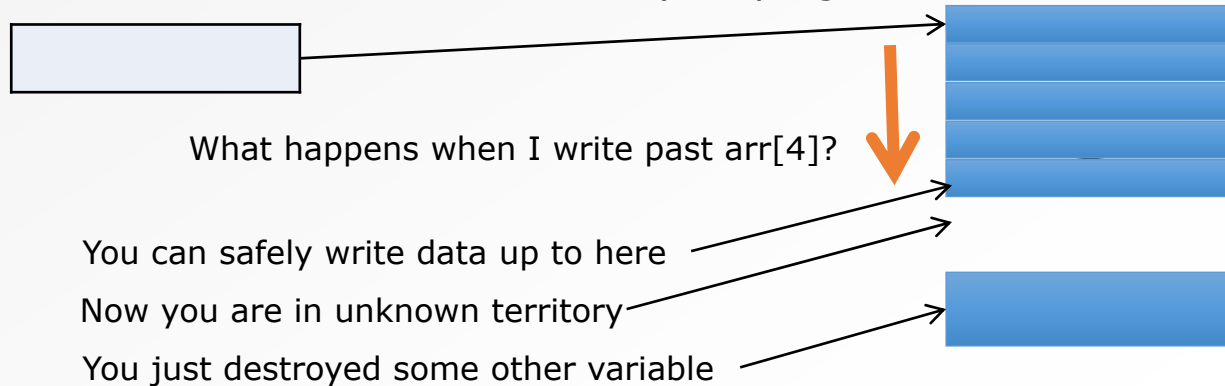 What happens when I write past arr[4]?
You can safely write data up to here
Now you are in unknown territory
You just destroyed some other variable